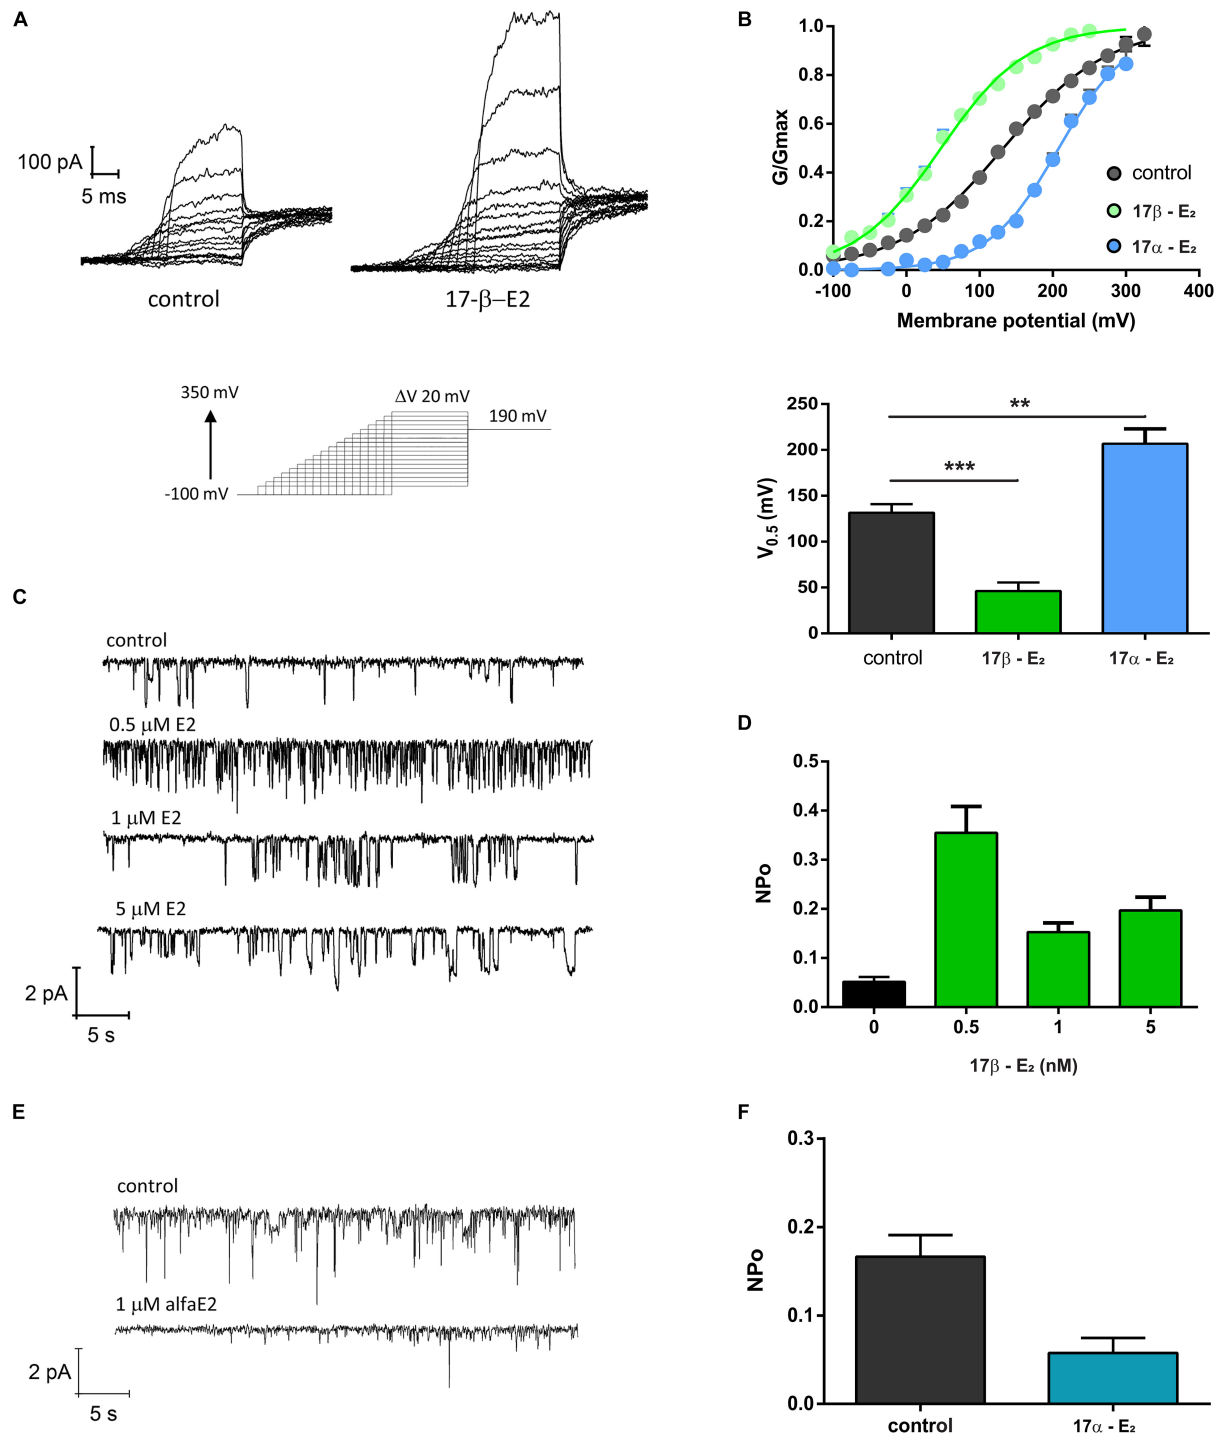 A
100 pA
5 ms
control
17-β–E2
350 mV
ΔV 20 mV
190 mV
-100 mV
B
G/Gmax
1.0
0.8
0.6
0.4
0.2
0.0
-100
0
100
200
300
400
Membrane potential (mV)
control
17β - E₂
17α - E₂
V0.5 (mV)
250
200
150
100
50
0
**
***
control
17β - E₂
17α - E₂
C
control
0.5 μM E2
1 μM E2
5 μM E2
2 pA
5 s
D
NPo
0.5
0.4
0.3
0.2
0.1
0.0
0
0.5
1
5
17β - E₂ (nM)
E
control
1 μM alfaE2
2 pA
5 s
F
NPo
0.3
0.2
0.1
0.0
control
17α - E₂